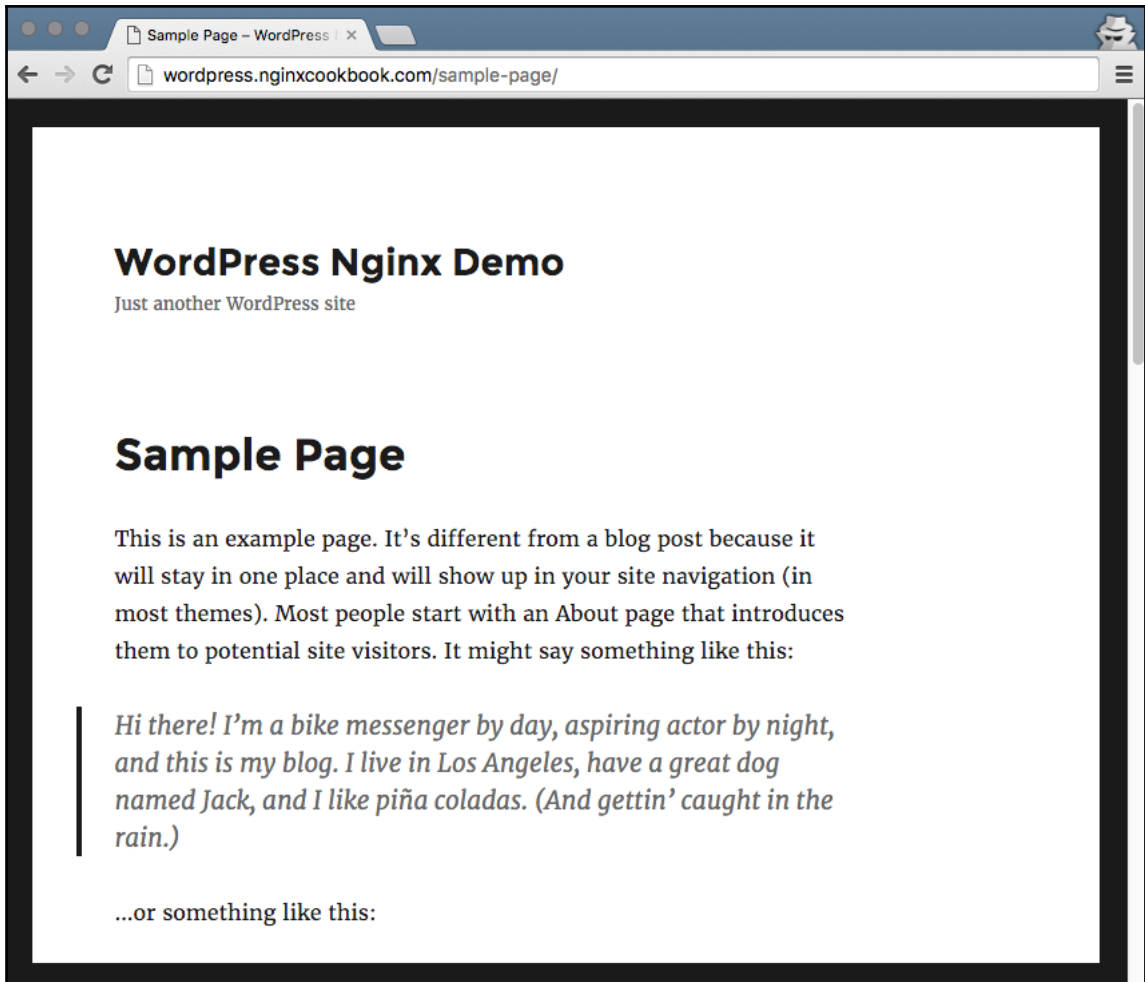 Sample Page – WordPress
wordpress.nginxcookbook.com/sample-page/
WordPress Nginx Demo
Just another WordPress site
Sample Page
This is an example page. It’s different from a blog post because it
will stay in one place and will show up in your site navigation (in
most themes). Most people start with an About page that introduces
them to potential site visitors. It might say something like this:
Hi there! I’m a bike messenger by day, aspiring actor by night,
and this is my blog. I live in Los Angeles, have a great dog
named Jack, and I like piña coladas. (And gettin’ caught in the
rain.)
…or something like this: